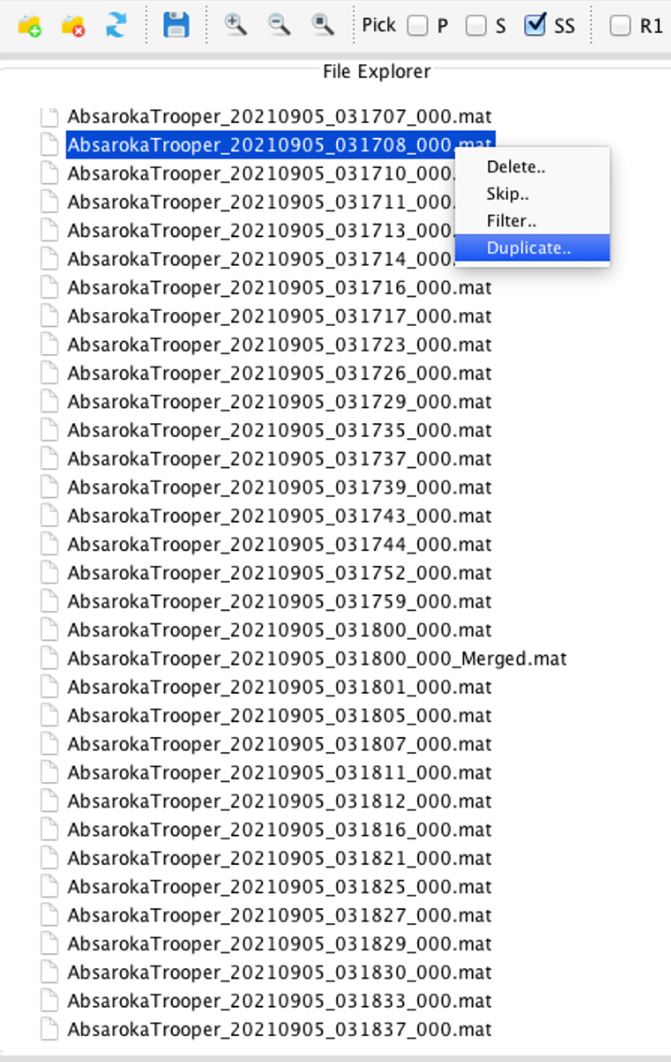 Pick P S SS R1
File Explorer
AbsarokaTrooper_20210905_031707_000.mat
AbsarokaTrooper_20210905_031708_000.mat
AbsarokaTrooper_20210905_031710_000.
Delete..
AbsarokaTrooper_20210905_031711_000.
Skip..
AbsarokaTrooper_20210905_031713_000.
Filter..
AbsarokaTrooper_20210905_031714_000.
Duplicate..
AbsarokaTrooper_20210905_031716_000.mat
AbsarokaTrooper_20210905_031717_000.mat
AbsarokaTrooper_20210905_031723_000.mat
AbsarokaTrooper_20210905_031726_000.mat
AbsarokaTrooper_20210905_031729_000.mat
AbsarokaTrooper_20210905_031735_000.mat
AbsarokaTrooper_20210905_031737_000.mat
AbsarokaTrooper_20210905_031739_000.mat
AbsarokaTrooper_20210905_031743_000.mat
AbsarokaTrooper_20210905_031744_000.mat
AbsarokaTrooper_20210905_031752_000.mat
AbsarokaTrooper_20210905_031759_000.mat
AbsarokaTrooper_20210905_031800_000.mat
AbsarokaTrooper_20210905_031800_000_Merged.mat
AbsarokaTrooper_20210905_031801_000.mat
AbsarokaTrooper_20210905_031805_000.mat
AbsarokaTrooper_20210905_031807_000.mat
AbsarokaTrooper_20210905_031811_000.mat
AbsarokaTrooper_20210905_031812_000.mat
AbsarokaTrooper_20210905_031816_000.mat
AbsarokaTrooper_20210905_031821_000.mat
AbsarokaTrooper_20210905_031825_000.mat
AbsarokaTrooper_20210905_031827_000.mat
AbsarokaTrooper_20210905_031829_000.mat
AbsarokaTrooper_20210905_031830_000.mat
AbsarokaTrooper_20210905_031833_000.mat
AbsarokaTrooper_20210905_031837_000.mat